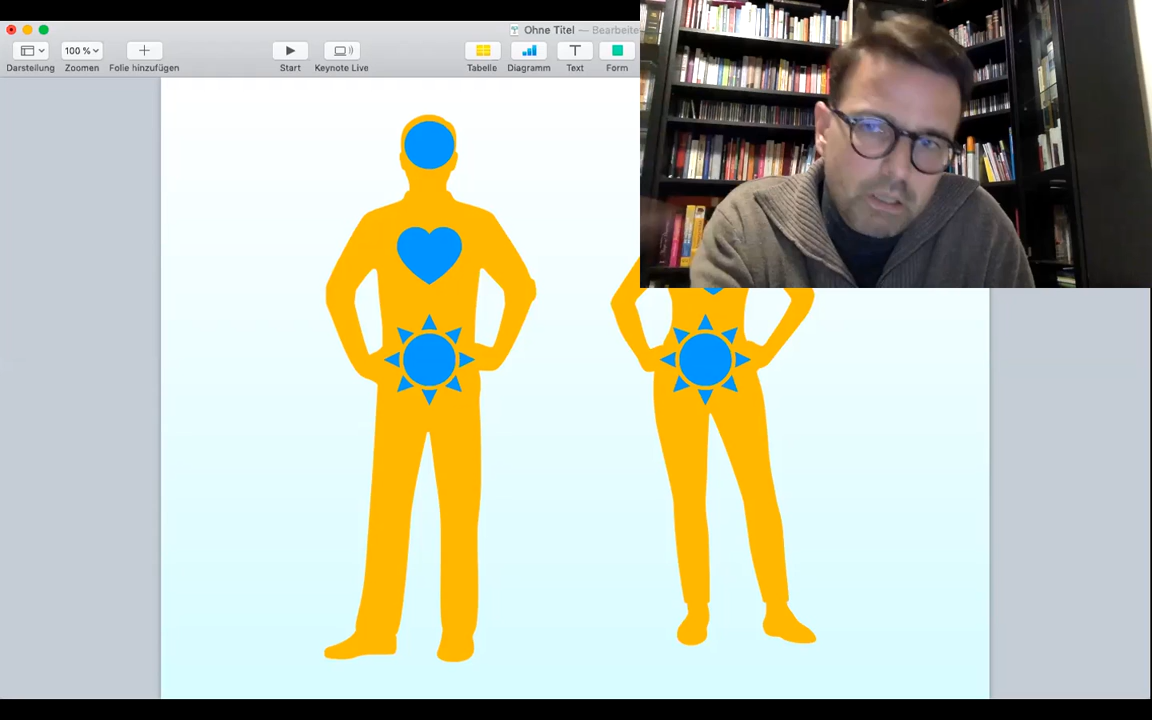 Ohne Titel — Bearbeite
100 %
Darstellung Zoomen Folie hinzufügen Start Keynote Live Tabelle Diagramm Text Form